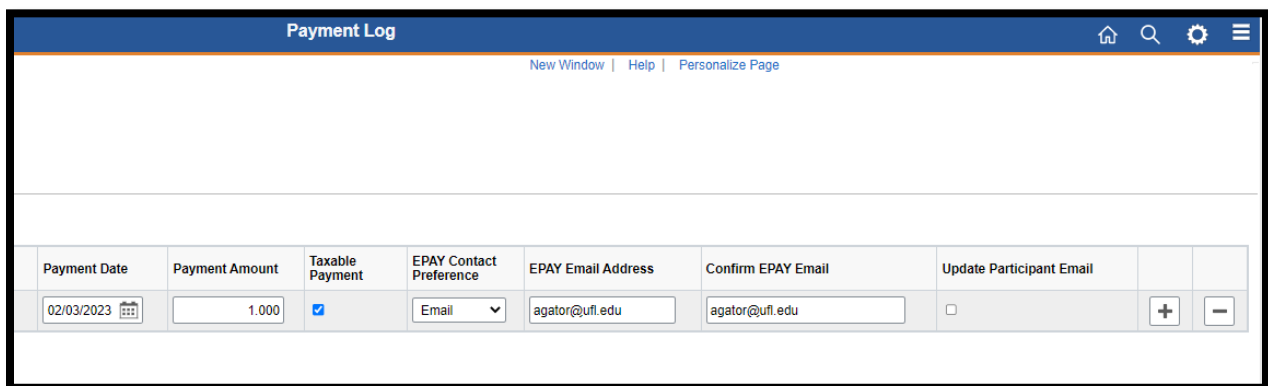 Payment Log
New Window | Help | Personalize Page
Payment Date Payment Amount Taxable Payment EPAY Contact Preference EPAY Email Address Confirm EPAY Email Update Participant Email
02/03/2023 1.000 Email agator@ufl.edu agator@ufl.edu + −